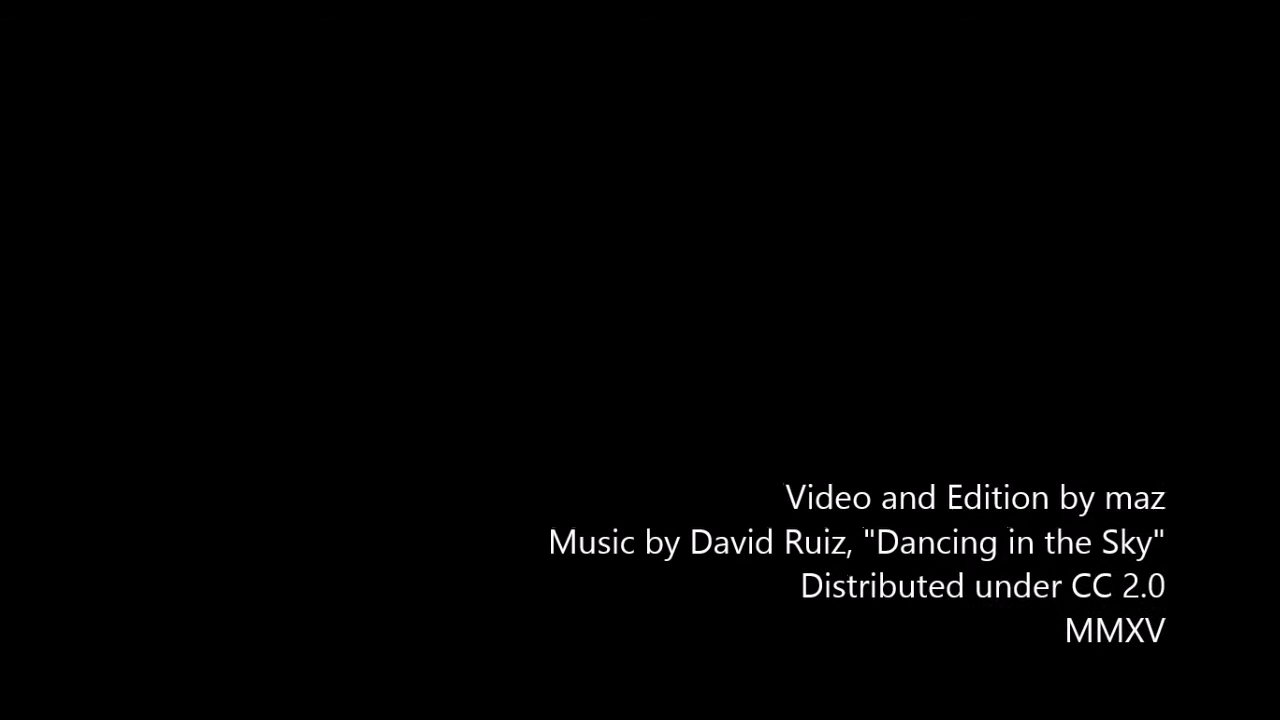 Video and Edition by maz
Music by David Ruiz, "Dancing in the Sky"
Distributed under CC 2.0
MMXV